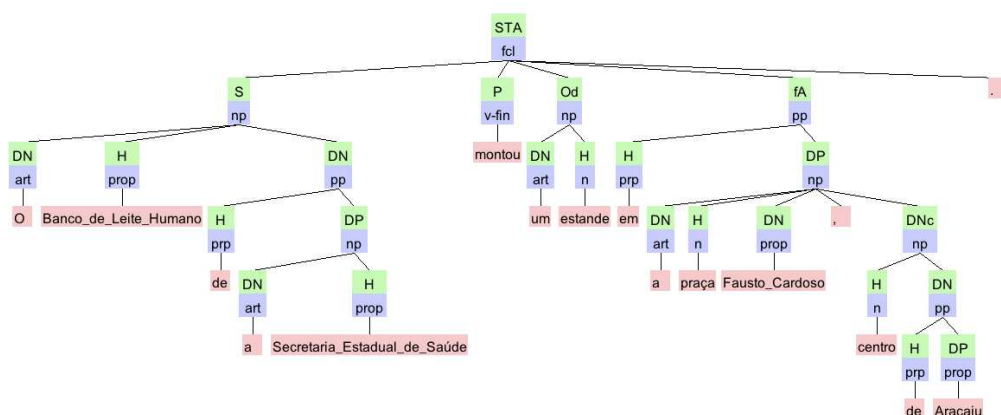 STA
fcl
S P Od fA .
np v-fin np pp
DN H DN montou DN H H DP
art prop pp art n prp np
O Banco_de_Leite_Humano H DP um estande em DN H DN , DNc
prp np art n prop np
de DN H a praça Fausto_Cardoso H DN
art prop n pp
a Secretaria_Estadual_de_Saúde centro H DP
prp prop
de Aracaju